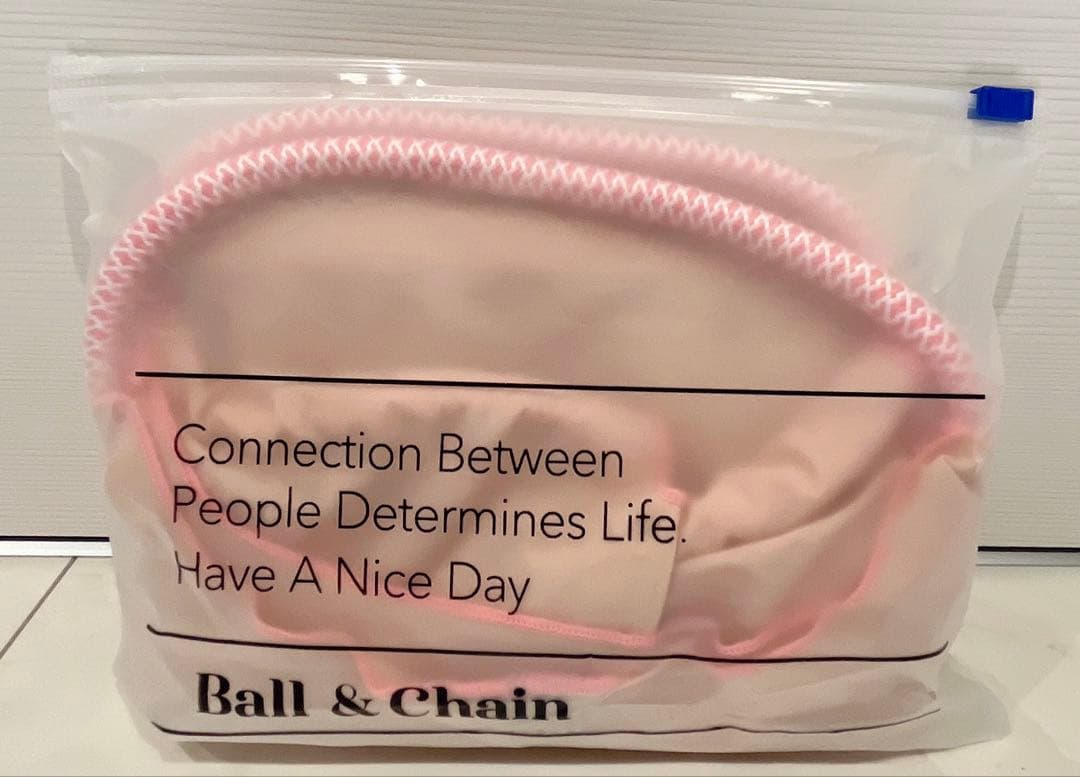 Connection Between
People Determines Life.
Have A Nice Day
Ball & Chain